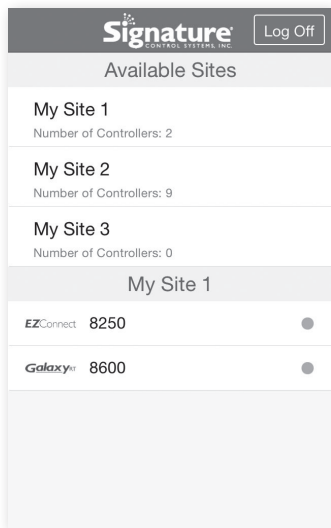 Signature
CONTROL SYSTEMS, INC.
Log Off
Available Sites
My Site 1
Number of Controllers: 2
My Site 2
Number of Controllers: 9
My Site 3
Number of Controllers: 0
My Site 1
EZConnect 8250
GalaxyRT 8600